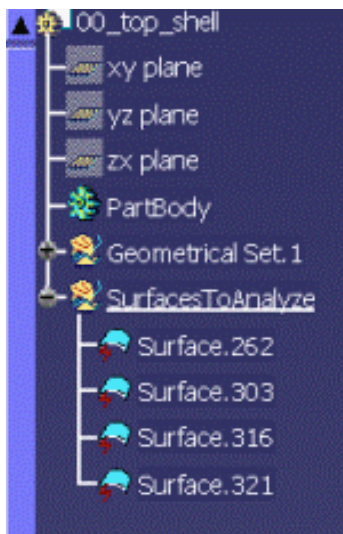 00_top_shell
xy plane
yz plane
zx plane
PartBody
Geometrical Set.1
SurfacesToAnalyze
Surface.262
Surface.303
Surface.316
Surface.321